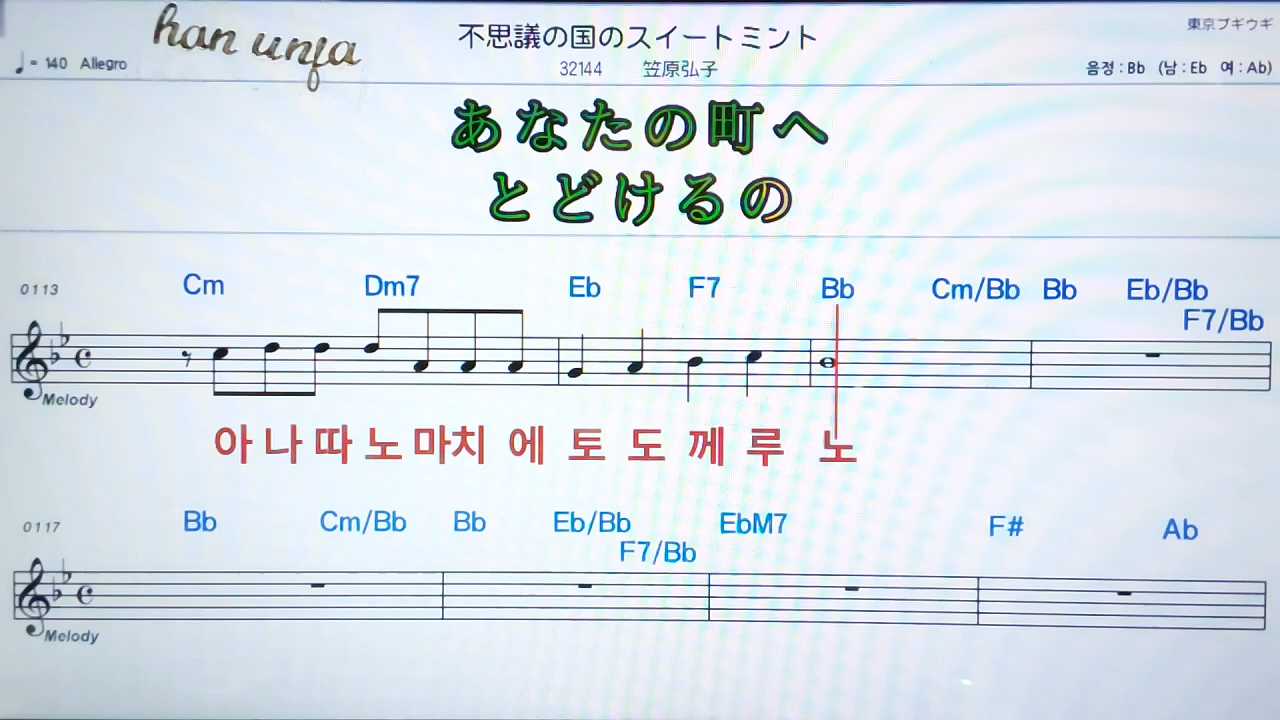 han unfa
不思議の国のスイートミント
東京ブギウギ
♩= 140 Allegro
32144 笠原弘子
음정 : Bb (남 : Eb 여 : Ab)
あなたの町へ
とどけるの
0113 Cm Dm7 Eb F7 Bb Cm/Bb Bb Eb/Bb
F7/Bb
Melody
아 나 따 노 마치 에 토 도 께 루 노
0117 Bb Cm/Bb Bb Eb/Bb EbM7 F# Ab
F7/Bb
Melody